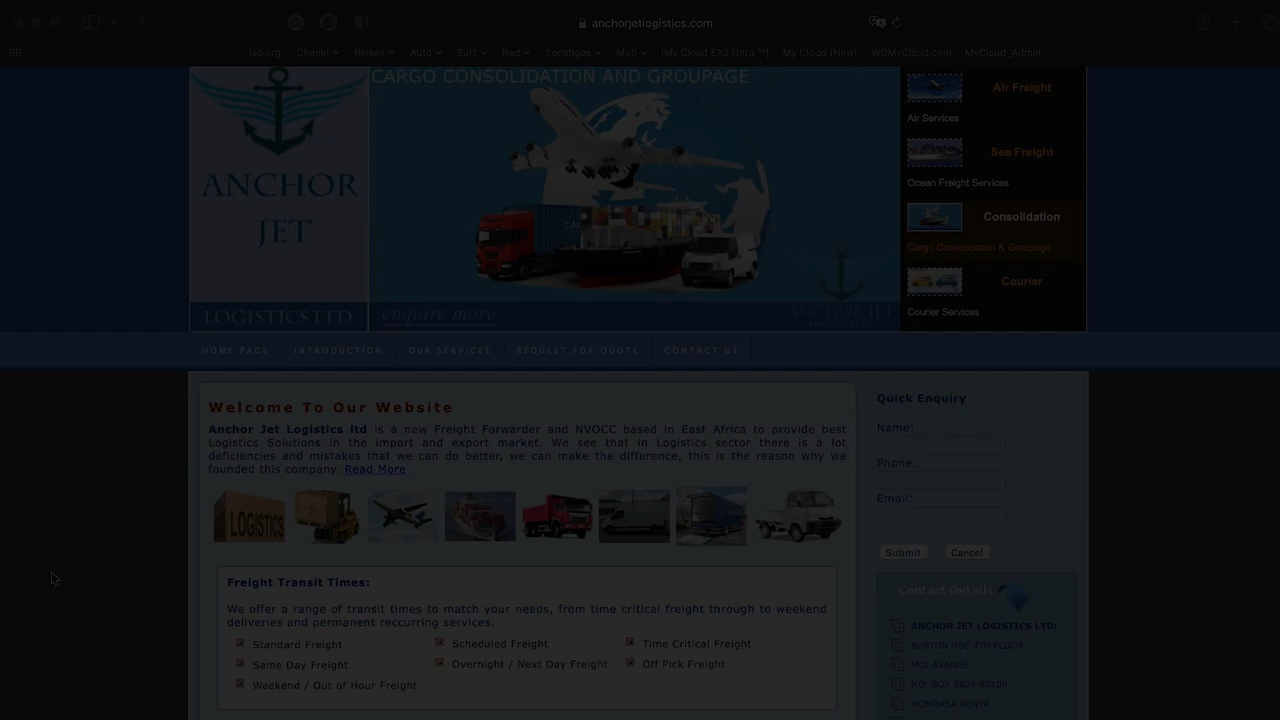 anchorjetlogistics.com
leo.org Chanel Reisen Auto Surf Rad Sonstiges Moti [My Cloud EX2 Ultra ™] My Cloud (New) WDMyCloud.com MyCloud_Admin
CARGO CONSOLIDATION AND GROUPAGE
ANCHOR
JET
LOGISTICS LTD
enquire more
ANCHOR JET
Air Freight
Air Services
Sea Freight
Ocean Freight Services
Consolidation
Cargo Consolidation & Groupage
Courier
Courier Services
HOME PAGE INTRODUCTION OUR SERVICES REQUEST FOR QUOTE CONTACT US
Welcome To Our Website
Anchor Jet Logistics ltd is a new Freight Forwarder and NVOCC based in East Africa to provide best
Logistics Solutions in the import and export market. We see that in Logistics sector there is a lot
deficiencies and mistakes that we can do better, we can make the difference, this is the reason why we
founded this company. Read More
LOGISTICS
Freight Transit Times:
We offer a range of transit times to match your needs, from time critical freight through to weekend
deliveries and permanent reccurring services.
Standard Freight Scheduled Freight Time Critical Freight
Same Day Freight Overnight / Next Day Freight Off Pick Freight
Weekend / Out of Hour Freight
Quick Enquiry
Name:
Phone:
Email:
Submit Cancel
Contact Details
ANCHOR JET LOGISTICS LTD;
BURTON HSE 4TH FLOOR
MOI AVENUE
P.O. BOX 2824 80100
MOMBASA KENYA